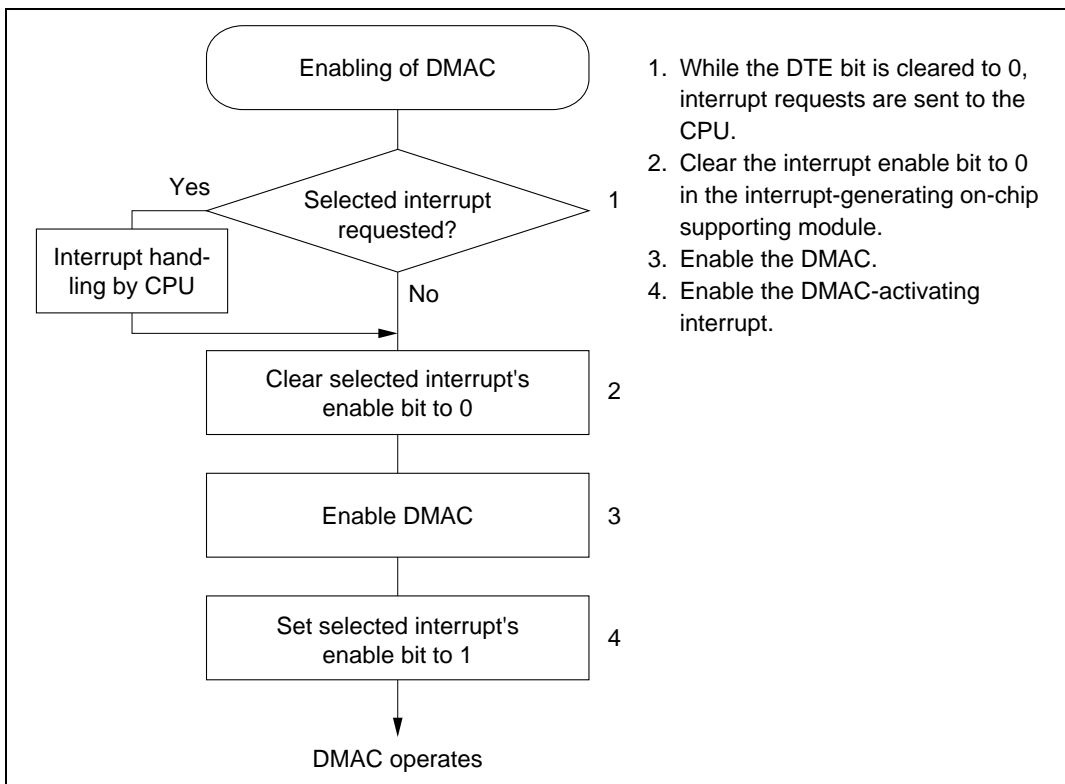 Enabling of DMAC
Yes
Selected interrupt
requested?
1
Interrupt hand-
ling by CPU
No
Clear selected interrupt's
enable bit to 0
2
Enable DMAC
3
Set selected interrupt's
enable bit to 1
4
DMAC operates
1. While the DTE bit is cleared to 0,
interrupt requests are sent to the
CPU.
2. Clear the interrupt enable bit to 0
in the interrupt-generating on-chip
supporting module.
3. Enable the DMAC.
4. Enable the DMAC-activating
interrupt.